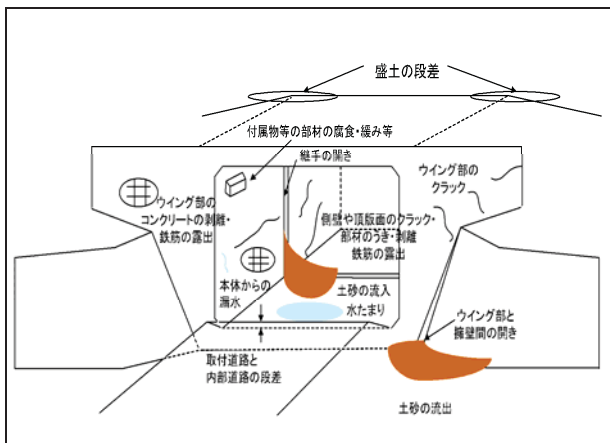 盛土の段差
付属物等の部材の腐食・緩み等
継手の開き
ウイング部の
クラック
ウイング部の
コンクリートの剥離・
鉄筋の露出
側壁や頂版面のクラック・
部材のうき・剥離
鉄筋の露出
本体からの
漏水
土砂の流入
水たまり
ウイング部と
擁壁間の開き
取付道路と
内部道路の段差
土砂の流出